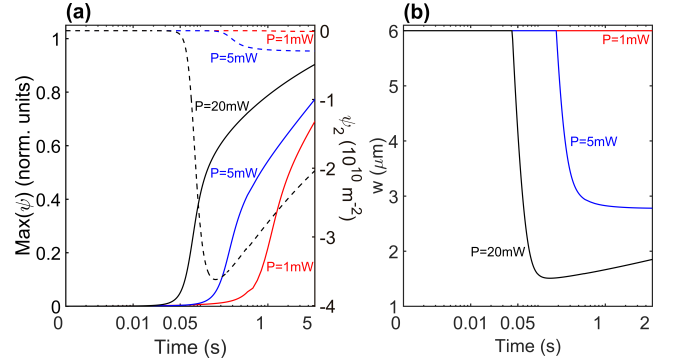 (a)
Max(ψ) (norm. units)
1
0.8
0.6
0.4
0.2
0
0
0.01
0.05
1
5
Time (s)
0
-1
-2
-3
-4
ψ₂ (10¹⁰ m⁻²)
P=1mW
P=5mW
P=20mW
P=5mW
P=1mW
(b)
w (μm)
6
5
4
3
2
1
0
0.01
0.05
1
2
Time (s)
P=1mW
P=5mW
P=20mW